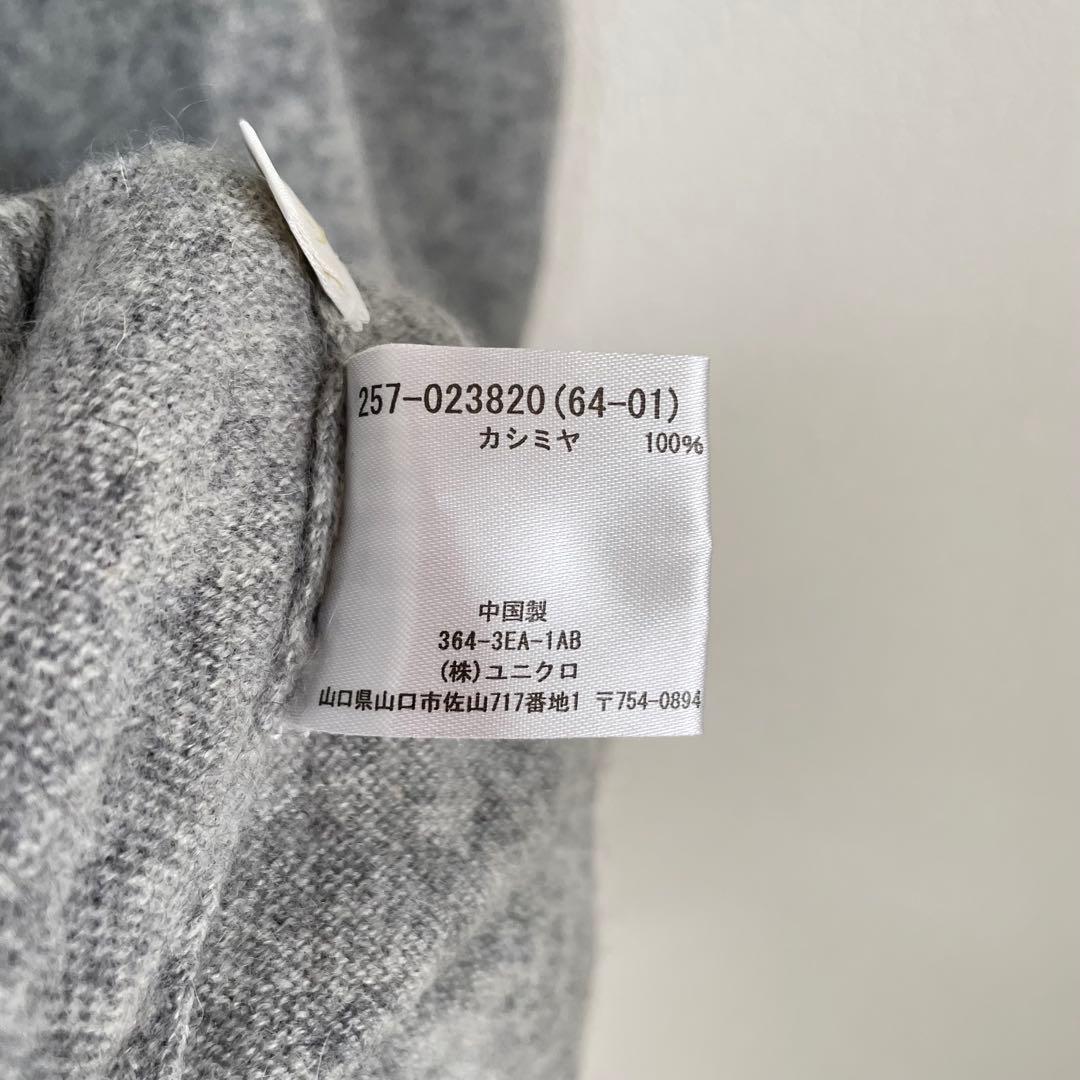 257-023820(64-01)
カシミヤ 100%
中国製
364-3EA-1AB
(株)ユニクロ
山口県山口市佐山717番地1 〒754-0894